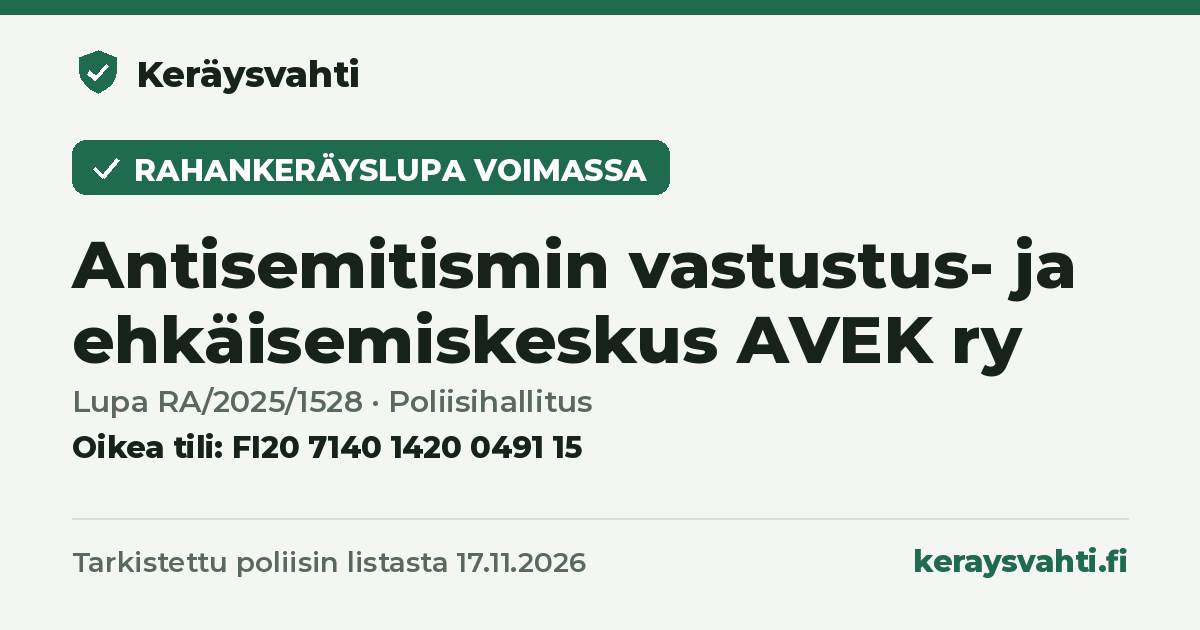 Keräysvahti
RAHANKERÄYSLUPA VOIMASSA
Antisemitismin vastustus- ja
ehkäisemiskeskus AVEK ry
Lupa RA/2025/1528 · Poliisihallitus
Oikea tili: FI20 7140 1420 0491 15
Tarkistettu poliisin listasta 17.11.2026
keraysvahti.fi